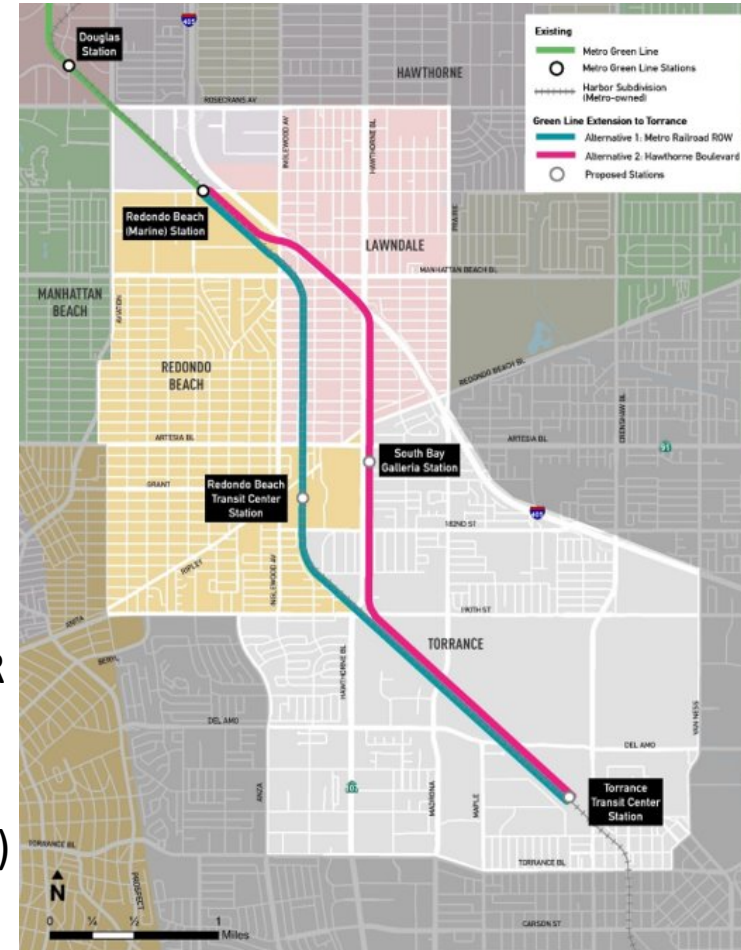 Existing
Metro Green Line
Metro Green Line Stations
Harbor Subdivision
(Metro-owned)
Green Line Extension to Torrance
Alternative 1: Metro Railroad ROW
Alternative 2: Hawthorne Boulevard
Proposed Stations
405
Douglas
Station
HAWTHORNE
ROSECRANS AV
INGLEWOOD AV
HAWTHORNE BL
PRAIRIE
Redondo Beach
(Marine) Station
LAWNDALE
MANHATTAN BEACH BL
MANHATTAN
BEACH
AVIATION
REDONDO
BEACH
REDONDO BEACH BL
CRENSHAW BL
ARTESIA BL
ARTESIA BL
South Bay
Galleria Station
GRANT
Redondo Beach
Transit Center
Station
405
182ND ST
RIPLEY
INGLEWOOD AV
190TH ST
ANITA
TORRANCE
R
BERYL
HAWTHORNE BL
VAN NESS
DEL AMO
DEL AMO
ANZA
MADRONA
MAPLE
Torrance
Transit Center
Station
)
TORRANCE BL
TORRANCE BL
PROSPECT
N
0 ¼ ½ 1
Miles
CARSON ST